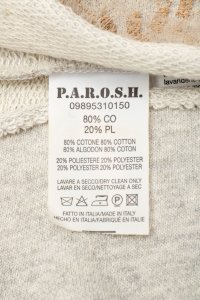 P.A.R.O.S.H.
09895310150
80% CO
20% PL
80% COTONE 80% COTTON
80% ALGODON 80% COTON
20% POLIESTERE 20% POLYESTER
20% POLYESTER 20% POLYESTER
LAVARE A SECCO/DRY CLEAN ONLY
LAVAR EN SECO/NETTOYAGE A SEC
FATTO IN ITALIA/MADE IN ITALY
HECHO EN ITALIA/FABRIQUÉ EN ITALIE